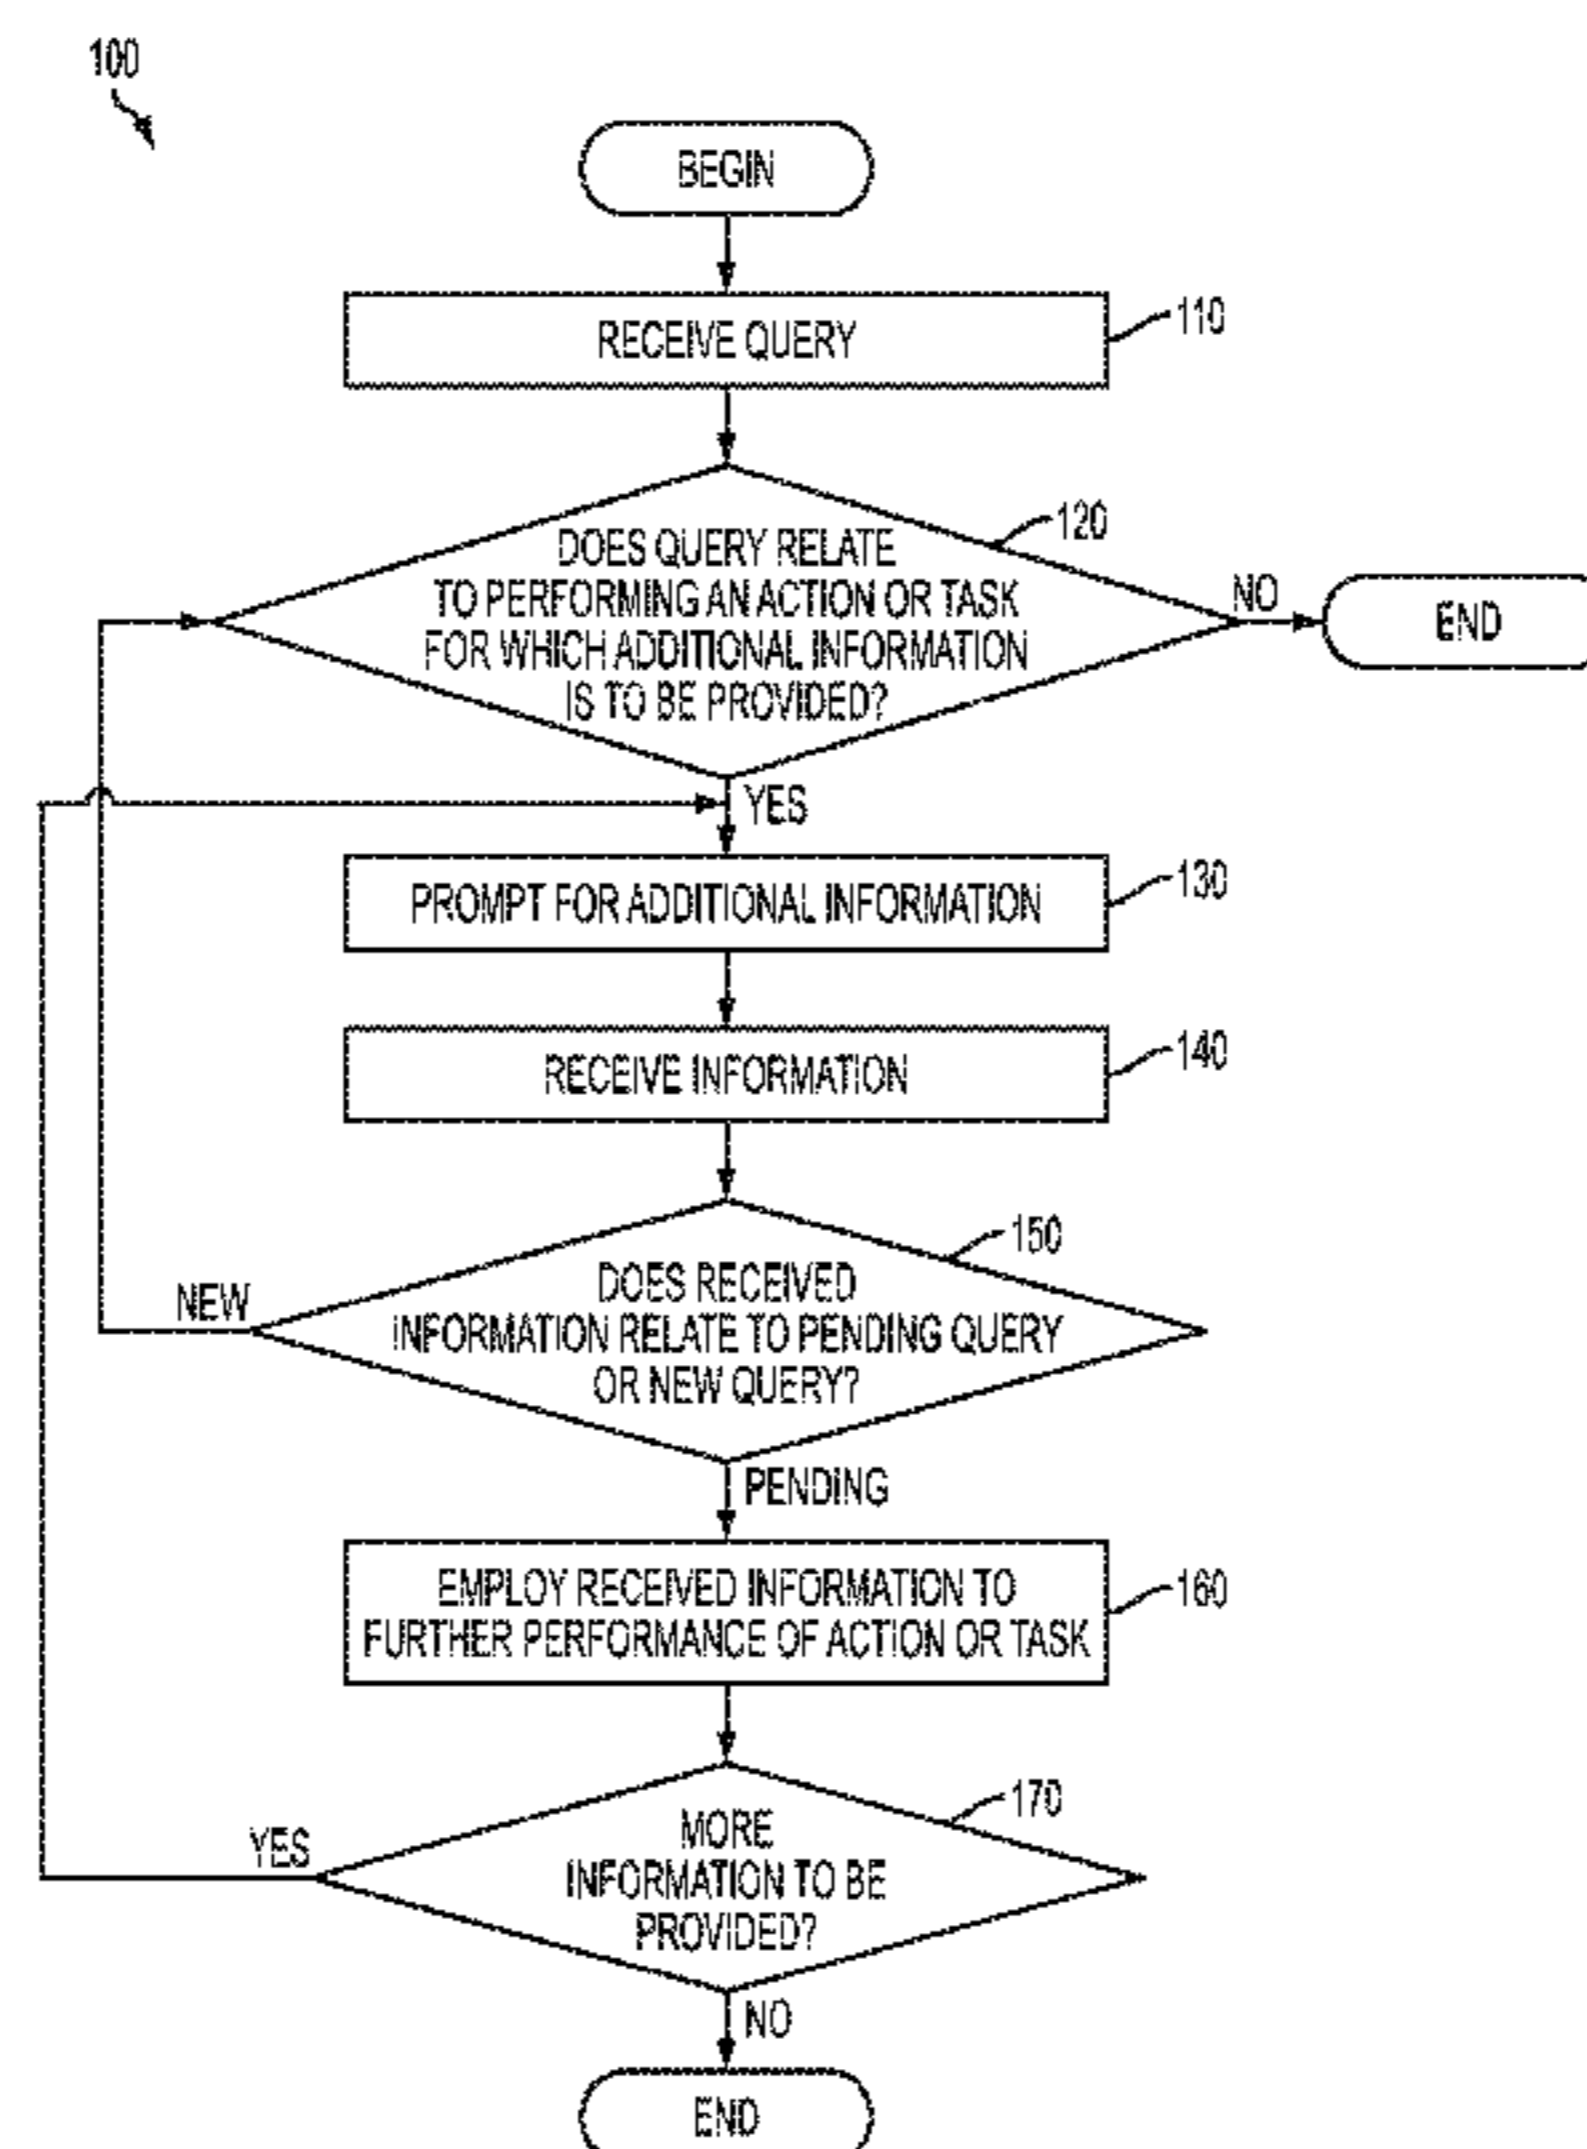 100
BEGIN
RECEIVE QUERY
110
DOES QUERY RELATE
TO PERFORMING AN ACTION OR TASK
FOR WHICH ADDITIONAL INFORMATION
IS TO BE PROVIDED?
120
NO
END
YES
PROMPT FOR ADDITIONAL INFORMATION
130
RECEIVE INFORMATION
140
DOES RECEIVED
INFORMATION RELATE TO PENDING QUERY
OR NEW QUERY?
150
NEW
PENDING
EMPLOY RECEIVED INFORMATION TO
FURTHER PERFORMANCE OF ACTION OR TASK
160
MORE
INFORMATION TO BE
PROVIDED?
170
YES
NO
END